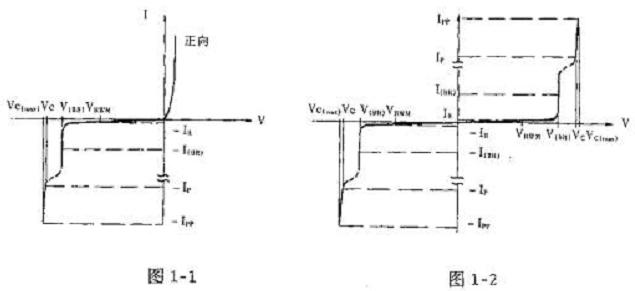 I
正向
Vc(max) Vc V(BR) VRWM
V
-IR
-I(BR)
-IP
-IPP
图 1-1
IPP
IP
I(BR)
IR
Vc(max) Vc V(BR) VRWM
V
VRWM V(BR) VC VC(max)
-IR
-I(BR)
-IP
-IPP
图 1-2